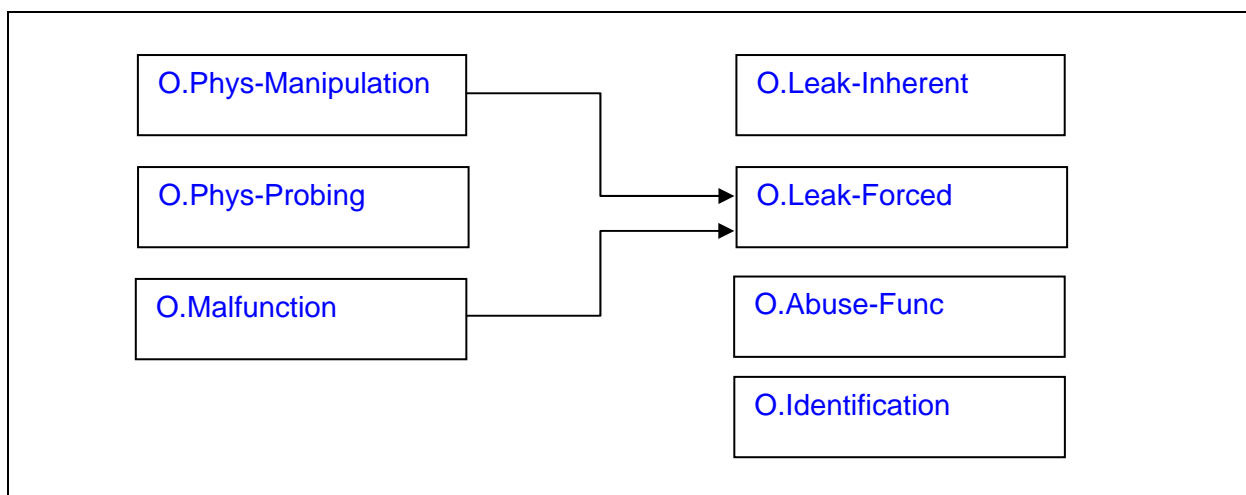 O.Phys-Manipulation
O.Leak-Inherent
O.Phys-Probing
O.Leak-Forced
O.Malfunction
O.Abuse-Func
O.Identification